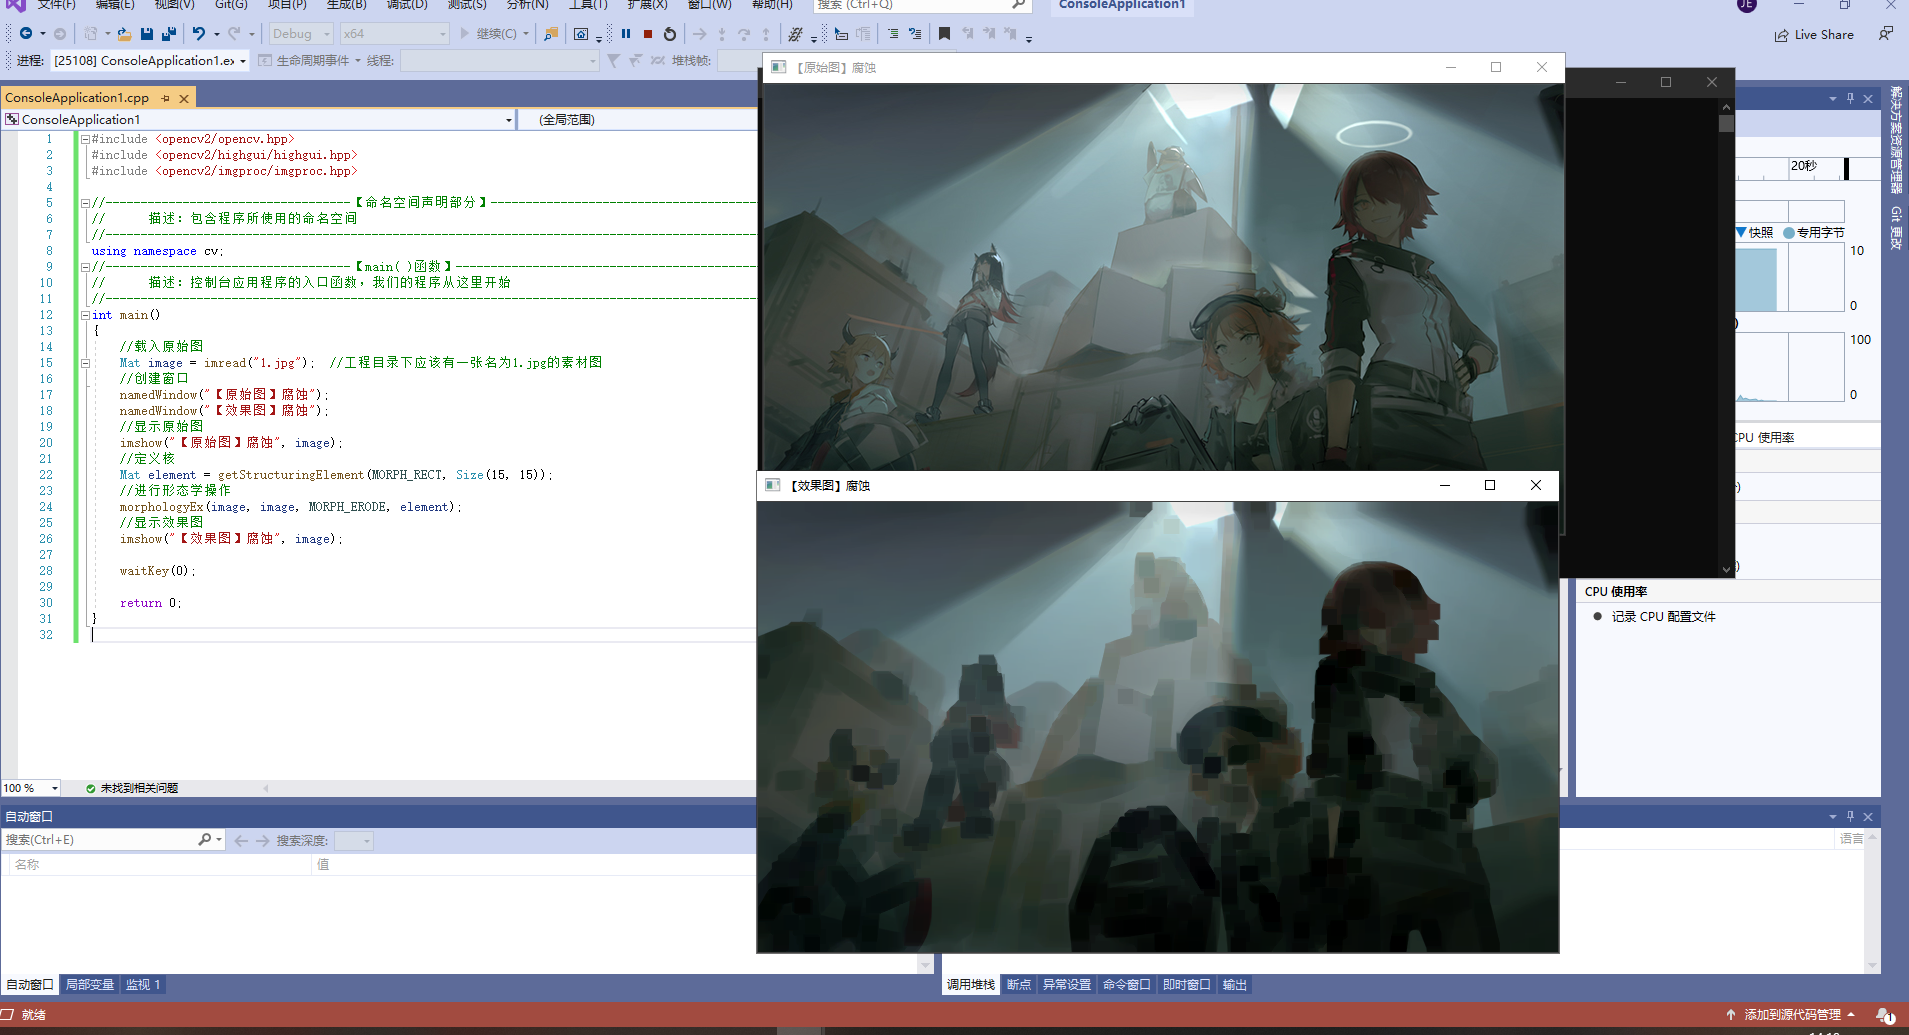 文件(F) 编辑(E) 视图(V) Git(G) 项目(P) 生成(B) 调试(D) 测试(S) 分析(N) 工具(T) 扩展(X) 窗口(W) 帮助(H) 搜索 (Ctrl+Q) ConsoleApplication1 JE
Debug x64 继续(C) Live Share
进程: [25108] ConsoleApplication1.ex 生命周期事件 线程: 堆栈帧:
ConsoleApplication1.cpp
ConsoleApplication1 (全局范围)
1 #include <opencv2/opencv.hpp>
2 #include <opencv2/highgui/highgui.hpp>
3 #include <opencv2/imgproc/imgproc.hpp>
4
5 //-----------------------------------【命名空间声明部分】---------------------------------------
6 // 描述：包含程序所使用的命名空间
7 //-----------------------------------------------------------------------------------------------
8 using namespace cv;
9 //-----------------------------------【main( )函数】--------------------------------------------
10 // 描述：控制台应用程序的入口函数，我们的程序从这里开始
11 //-----------------------------------------------------------------------------------------------
12 int main()
13 {
14 //载入原始图
15 Mat image = imread("1.jpg"); //工程目录下应该有一张名为1.jpg的素材图
16 //创建窗口
17 namedWindow("【原始图】腐蚀");
18 namedWindow("【效果图】腐蚀");
19 //显示原始图
20 imshow("【原始图】腐蚀", image);
21 //定义核
22 Mat element = getStructuringElement(MORPH_RECT, Size(15, 15));
23 //进行形态学操作
24 morphologyEx(image, image, MORPH_ERODE, element);
25 //显示效果图
26 imshow("【效果图】腐蚀", image);
27
28 waitKey(0);
29
30 return 0;
31 }
32
100 % 未找到相关问题
【原始图】腐蚀
【效果图】腐蚀
20秒
快照 专用字节
10
0
100
0
CPU 使用率
CPU 使用率
记录 CPU 配置文件
解决方案资源管理器
Git 更改
自动窗口
搜索(Ctrl+E) 搜索深度:
名称 值
语言
自动窗口 局部变量 监视 1
调用堆栈 断点 异常设置 命令窗口 即时窗口 输出
就绪 添加到源代码管理 1